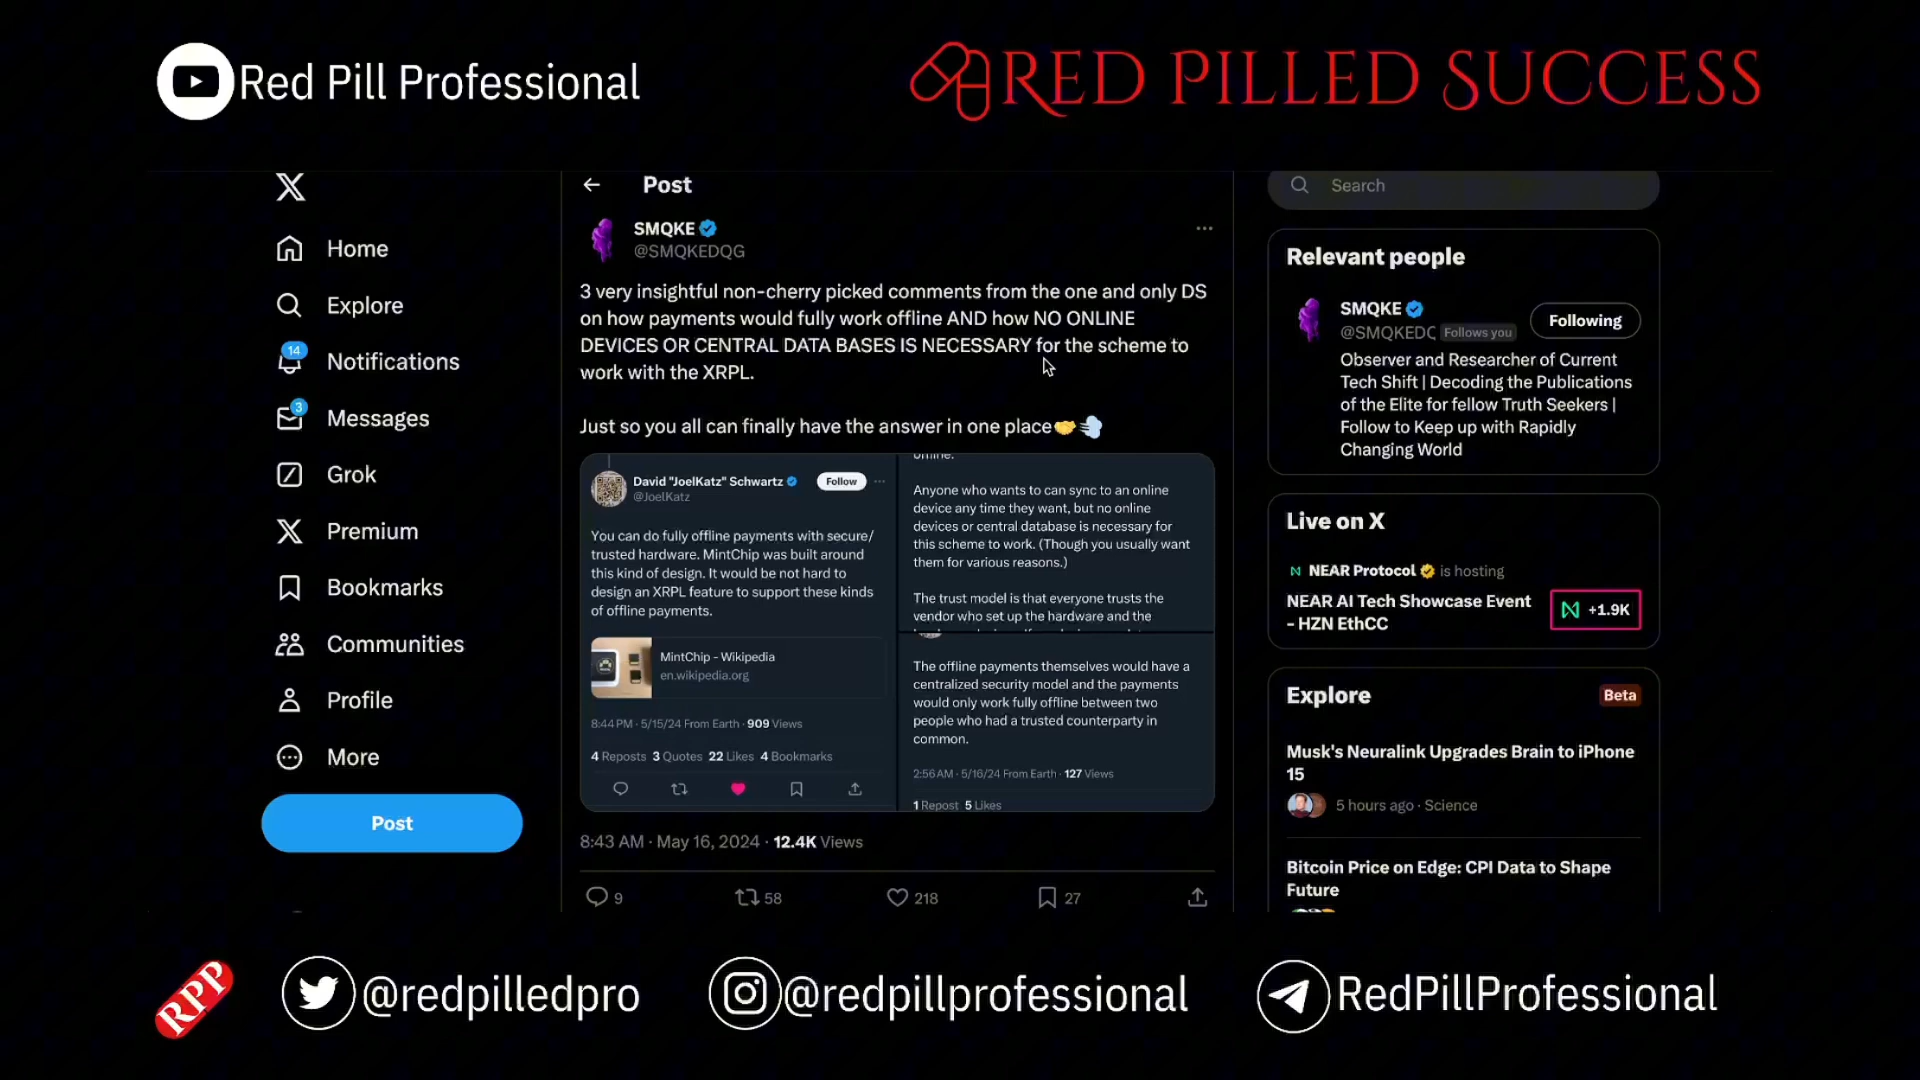 Red Pill Professional
RED PILLED SUCCESS
Post
Search
SMQKE
@SMQKEDQG
Home
Explore
Notifications
14
Messages
3
Grok
Premium
Bookmarks
Communities
Profile
More
Post
3 very insightful non-cherry picked comments from the one and only DS
on how payments would fully work offline AND how NO ONLINE
DEVICES OR CENTRAL DATA BASES IS NECESSARY for the scheme to
work with the XRPL.
Just so you all can finally have the answer in one place🤝💨
David "JoelKatz" Schwartz
Follow
@JoelKatz
You can do fully offline payments with secure/
trusted hardware. MintChip was built around
this kind of design. It would be not hard to
design an XRPL feature to support these kinds
of offline payments.
MintChip - Wikipedia
en.wikipedia.org
8:44 PM · 5/15/24 From Earth · 909 Views
4 Reposts 3 Quotes 22 Likes 4 Bookmarks
offline.
Anyone who wants to can sync to an online
device any time they want, but no online
devices or central database is necessary for
this scheme to work. (Though you usually want
them for various reasons.)
The trust model is that everyone trusts the
vendor who set up the hardware and the
The offline payments themselves would have a
centralized security model and the payments
would only work fully offline between two
people who had a trusted counterparty in
common.
2:56 AM · 5/16/24 From Earth · 127 Views
1 Repost 5 Likes
8:43 AM · May 16, 2024 · 12.4K Views
9 58 218 27
Relevant people
SMQKE
Following
@SMQKEDQ Follows you
Observer and Researcher of Current
Tech Shift | Decoding the Publications
of the Elite for fellow Truth Seekers |
Follow to Keep up with Rapidly
Changing World
Live on X
NEAR Protocol is hosting
NEAR AI Tech Showcase Event
- HZN EthCC
+1.9K
Explore
Beta
Musk's Neuralink Upgrades Brain to iPhone
15
5 hours ago · Science
Bitcoin Price on Edge: CPI Data to Shape
Future
RPP
@redpilledpro
@redpillprofessional
RedPillProfessional